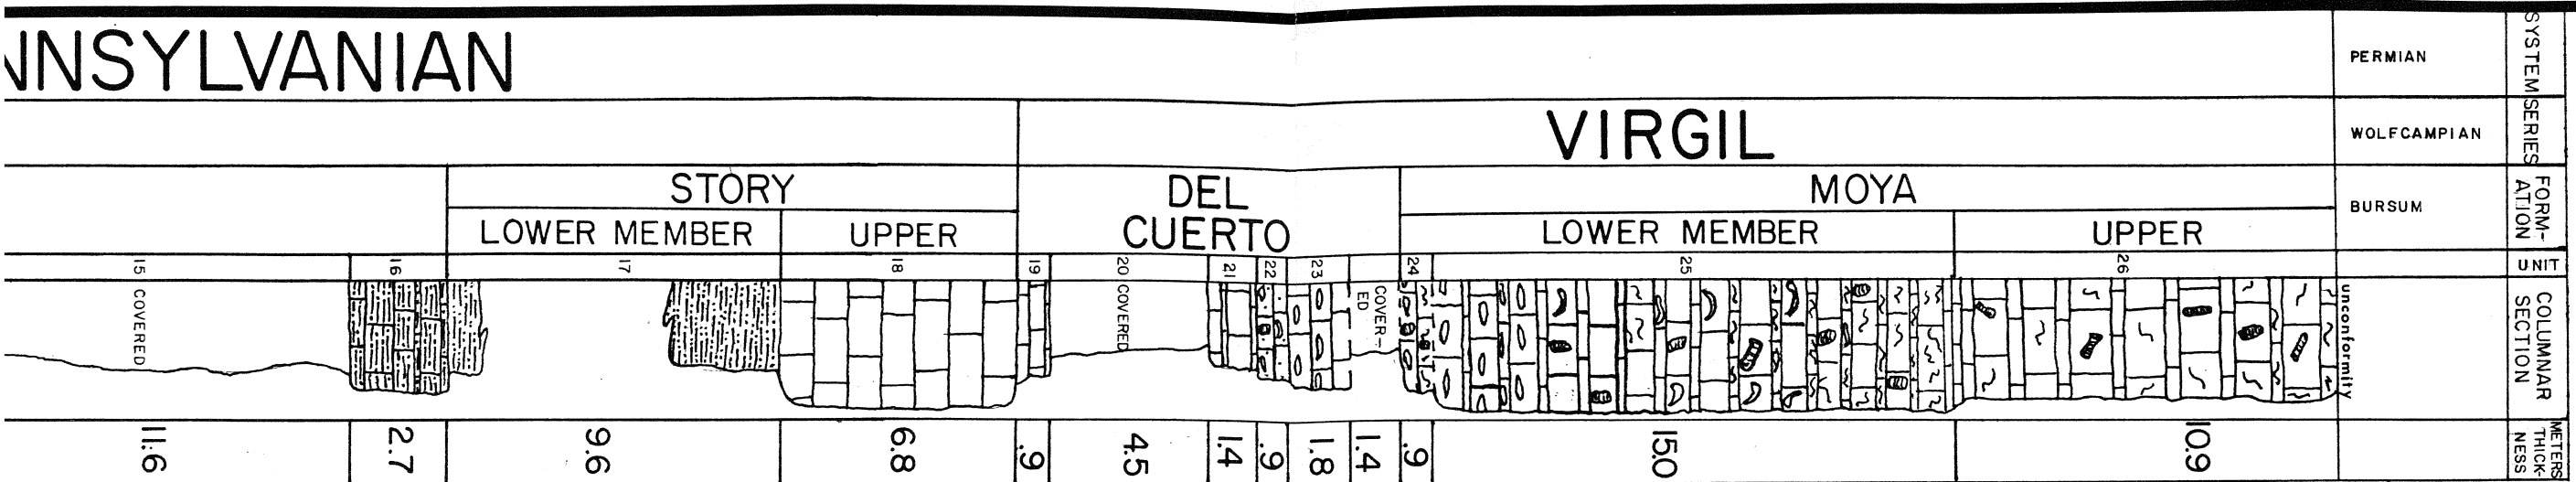 NNSYLVANIAN
PERMIAN
SYSTEM
VIRGIL
WOLFCAMPIAN
SERIES
STORY
DEL
CUERTO
MOYA
BURSUM
FORM-
ATION
LOWER MEMBER
UPPER
LOWER MEMBER
UPPER
15
16
17
18
19
20
21
22
23
24
25
26
UNIT
COVERED
COVERED
COVER-
ED
unconformity
COLUMNAR
SECTION
11.6
2.7
9.6
6.8
.9
4.5
1.4
.9
1.8
1.4
.9
15.0
10.9
METERS
THICK-
NESS